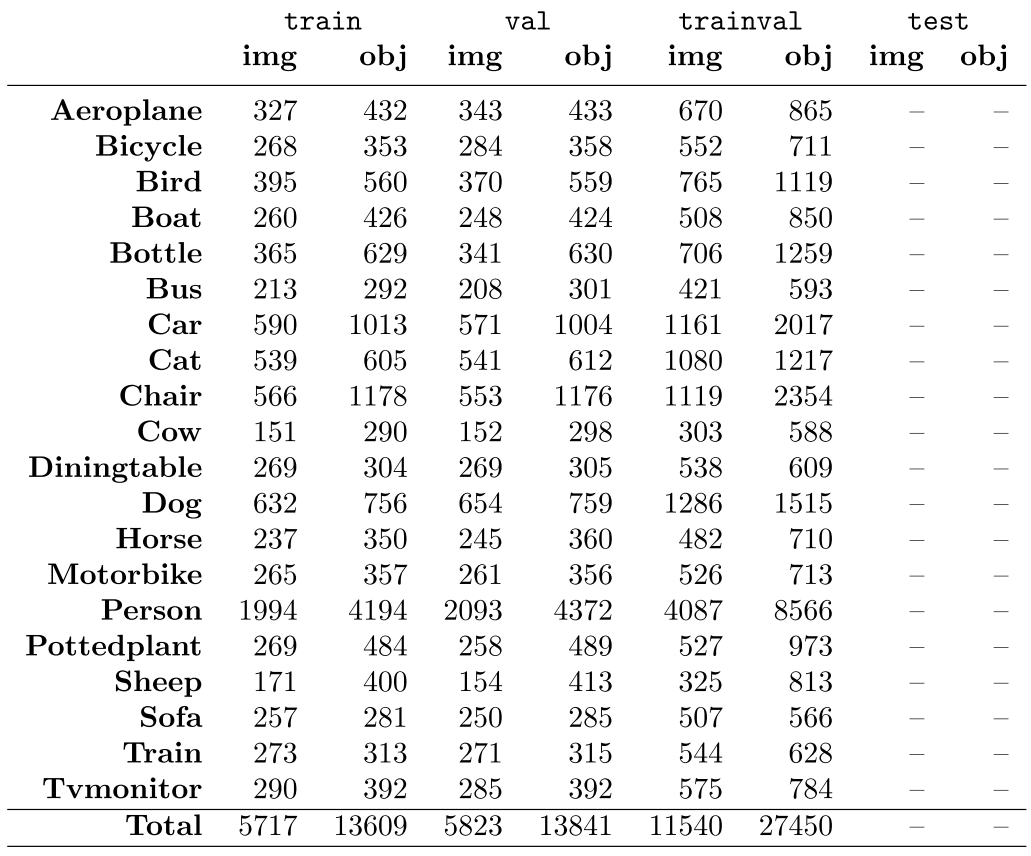 train val trainval test
img obj img obj img obj img obj
Aeroplane 327 432 343 433 670 865 – –
Bicycle 268 353 284 358 552 711 – –
Bird 395 560 370 559 765 1119 – –
Boat 260 426 248 424 508 850 – –
Bottle 365 629 341 630 706 1259 – –
Bus 213 292 208 301 421 593 – –
Car 590 1013 571 1004 1161 2017 – –
Cat 539 605 541 612 1080 1217 – –
Chair 566 1178 553 1176 1119 2354 – –
Cow 151 290 152 298 303 588 – –
Diningtable 269 304 269 305 538 609 – –
Dog 632 756 654 759 1286 1515 – –
Horse 237 350 245 360 482 710 – –
Motorbike 265 357 261 356 526 713 – –
Person 1994 4194 2093 4372 4087 8566 – –
Pottedplant 269 484 258 489 527 973 – –
Sheep 171 400 154 413 325 813 – –
Sofa 257 281 250 285 507 566 – –
Train 273 313 271 315 544 628 – –
Tvmonitor 290 392 285 392 575 784 – –
Total 5717 13609 5823 13841 11540 27450 – –